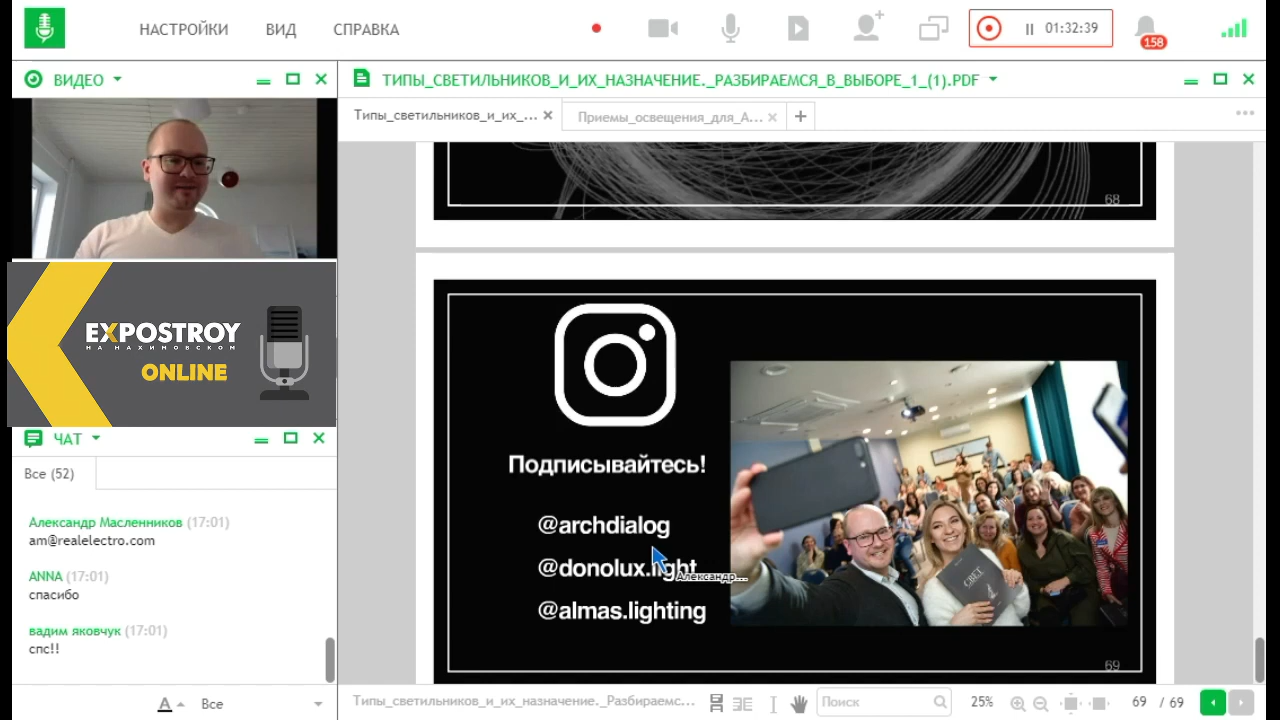 НАСТРОЙКИ ВИД СПРАВКА 01:32:39 158
ВИДЕО
ТИПЫ_СВЕТИЛЬНИКОВ_И_ИХ_НАЗНАЧЕНИЕ._РАЗБИРАЕМСЯ_В_ВЫБОРЕ_1_(1).PDF
Типы_светильников_и_их_... Приемы_освещения_для_А...
68
EXPOSTROY
НА НАХИМОВСКОМ
ONLINE
ЧАТ
Все (52)
Александр Масленников (17:01)
am@realelectro.com
ANNA (17:01)
спасибо
вадим яковчук (17:01)
спс!!
A Все
Подписывайтесь!
@archdialog
@donolux.light
Александр...
@almas.lighting
СВЕТ
69
Типы_светильников_и_их_назначение._Разбираемс... Поиск 25% 69 / 69